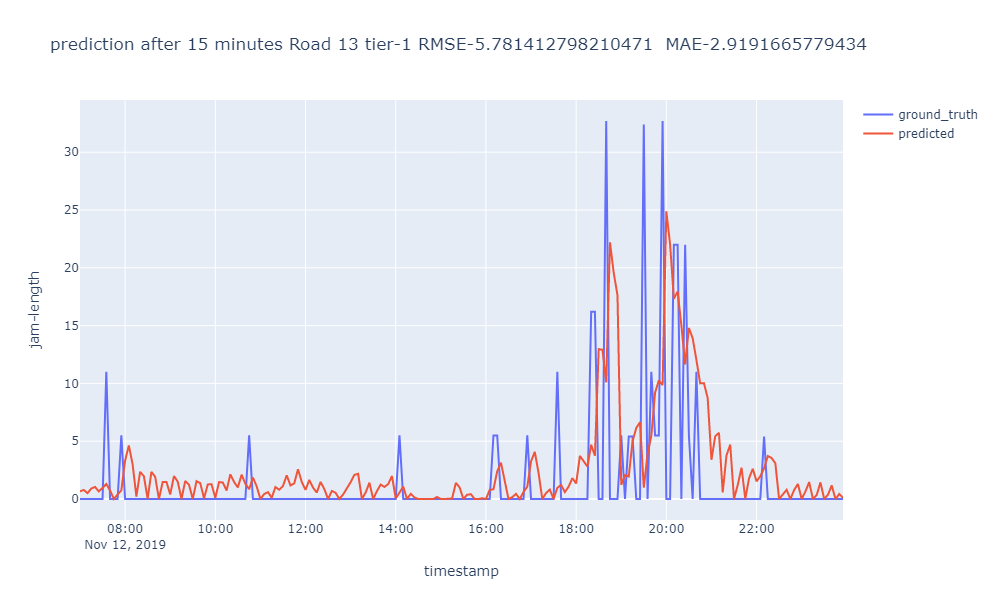 prediction after 15 minutes Road 13 tier-1 RMSE-5.781412798210471  MAE-2.9191665779434
ground_truth
predicted
30
25
20
15
10
5
0
jam-length
08:00
10:00
12:00
14:00
16:00
18:00
20:00
22:00
Nov 12, 2019
timestamp